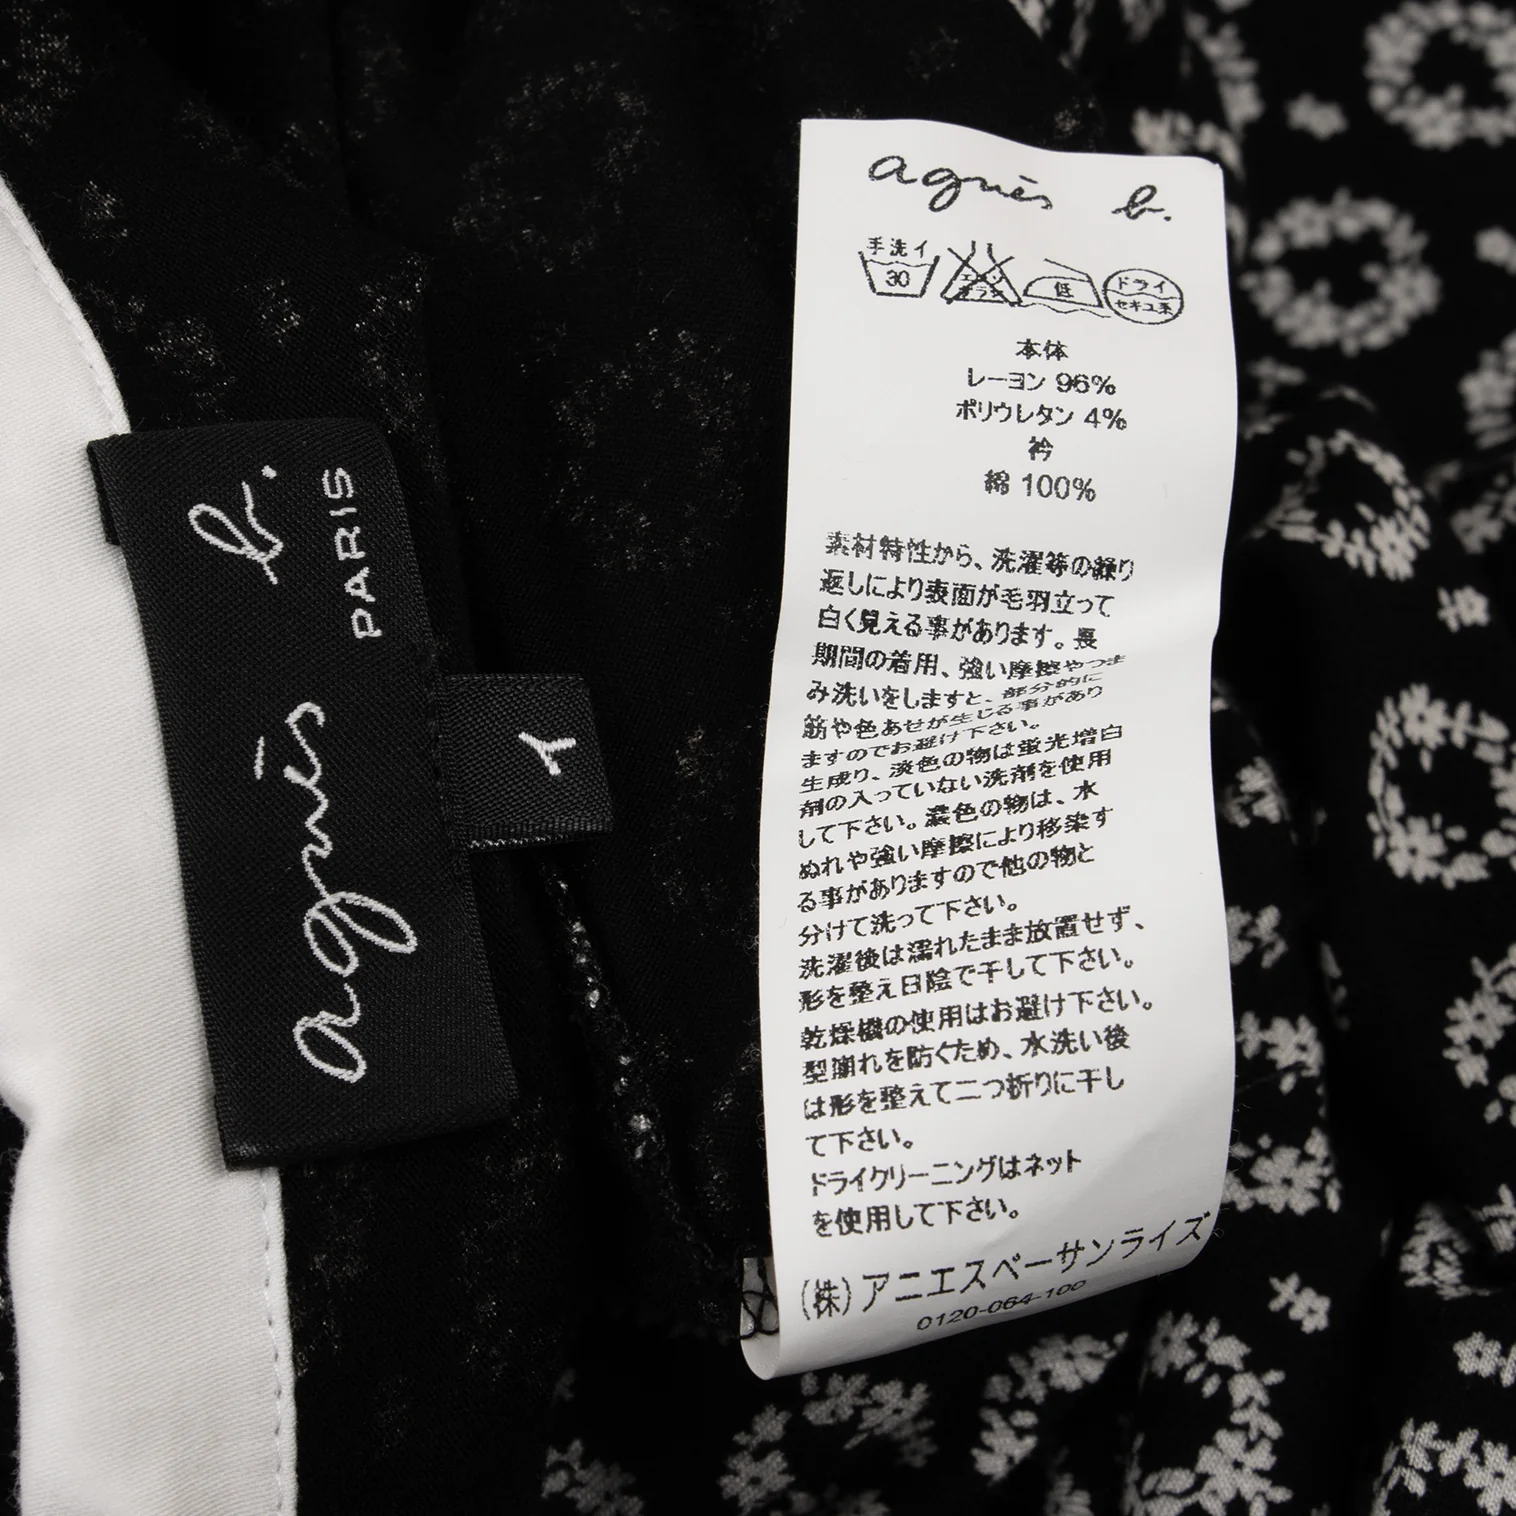 agnès b.
PARIS
1
agnès b.
手洗イ
30
エンソ
サラシ
低
ドライ
セキユ系
本体
レーヨン 96%
ポリウレタン 4%
衿
綿 100%
素材特性から、洗濯等の繰り
返しにより表面が毛羽立って
白く見える事があります。長
期間の着用、強い摩擦やつま
み洗いをしますと、部分的に
筋や色あせが生じる事があり
ますのでお避け下さい。
生成り、淡色の物は蛍光増白
剤の入っていない洗剤を使用
して下さい。濃色の物は、水
ぬれや強い摩擦により移染す
る事がありますので他の物と
分けて洗って下さい。
洗濯後は濡れたまま放置せず、
形を整え日陰で干して下さい。
乾燥機の使用はお避け下さい。
型崩れを防ぐため、水洗い後
は形を整えて二つ折りに干し
て下さい。
ドライクリーニングはネット
を使用して下さい。
(株)アニエスベーサンライズ
0120-064-100